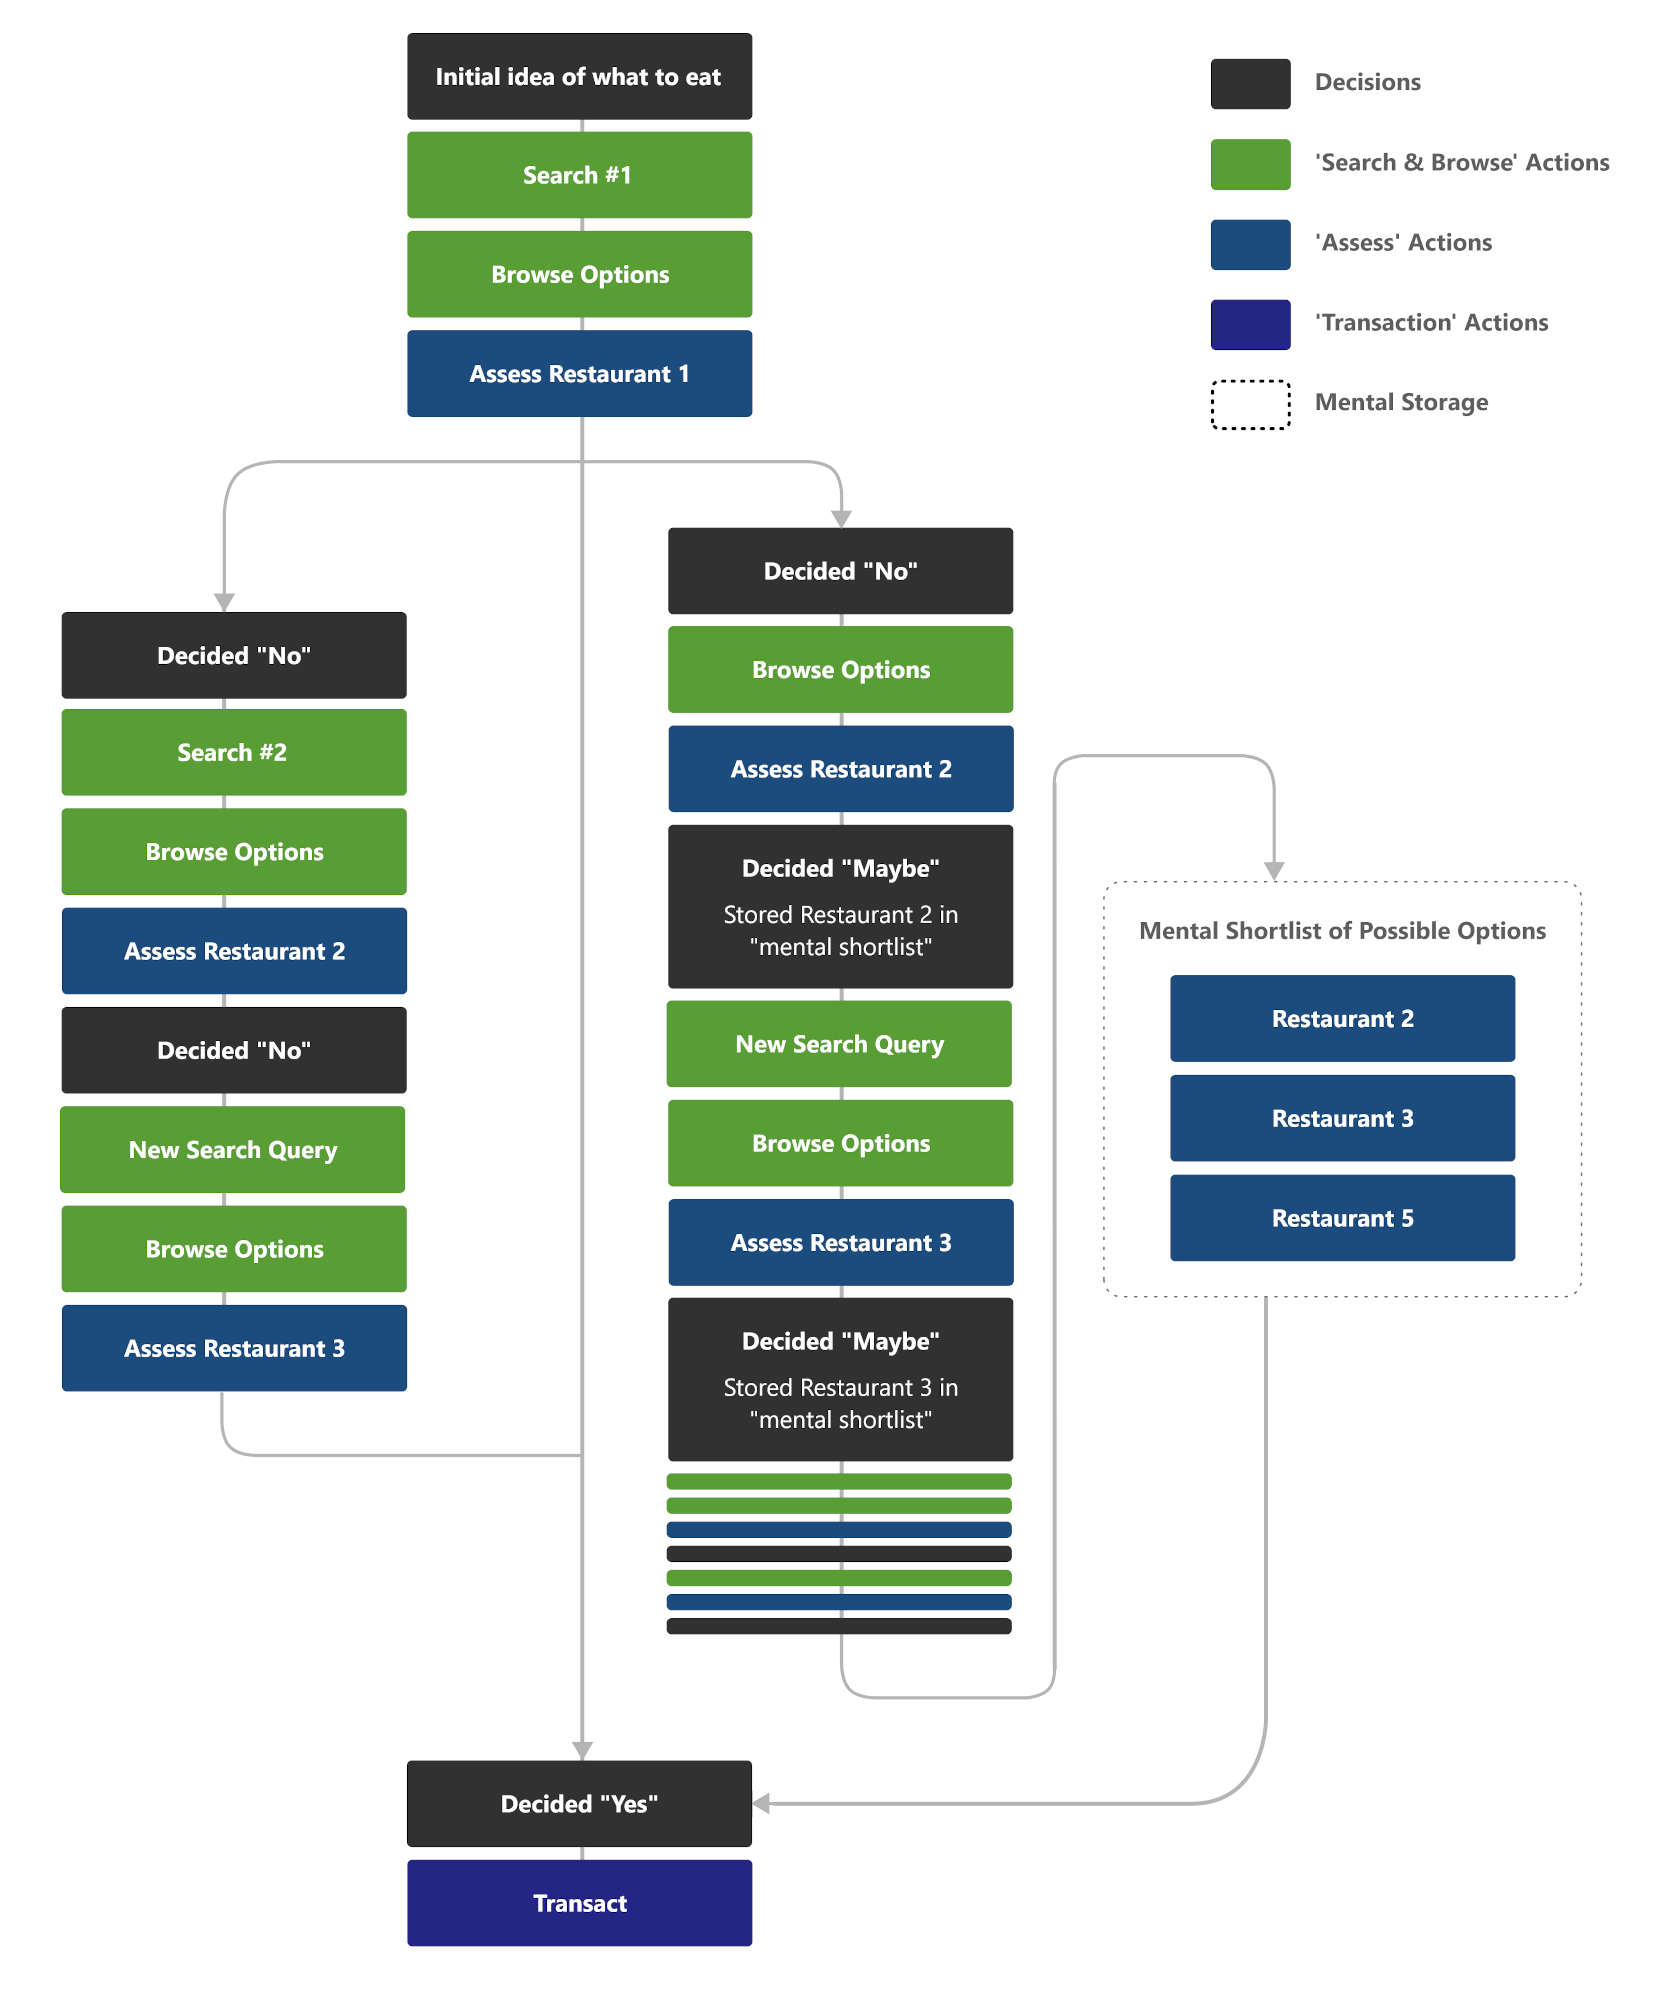 Initial idea of what to eat
Search #1
Browse Options
Assess Restaurant 1
Decisions
'Search & Browse' Actions
'Assess' Actions
'Transaction' Actions
Mental Storage
Decided "No"
Search #2
Browse Options
Assess Restaurant 2
Decided "No"
New Search Query
Browse Options
Assess Restaurant 3
Decided "No"
Browse Options
Assess Restaurant 2
Decided "Maybe"
Stored Restaurant 2 in
"mental shortlist"
New Search Query
Browse Options
Assess Restaurant 3
Decided "Maybe"
Stored Restaurant 3 in
"mental shortlist"
Mental Shortlist of Possible Options
Restaurant 2
Restaurant 3
Restaurant 5
Decided "Yes"
Transact